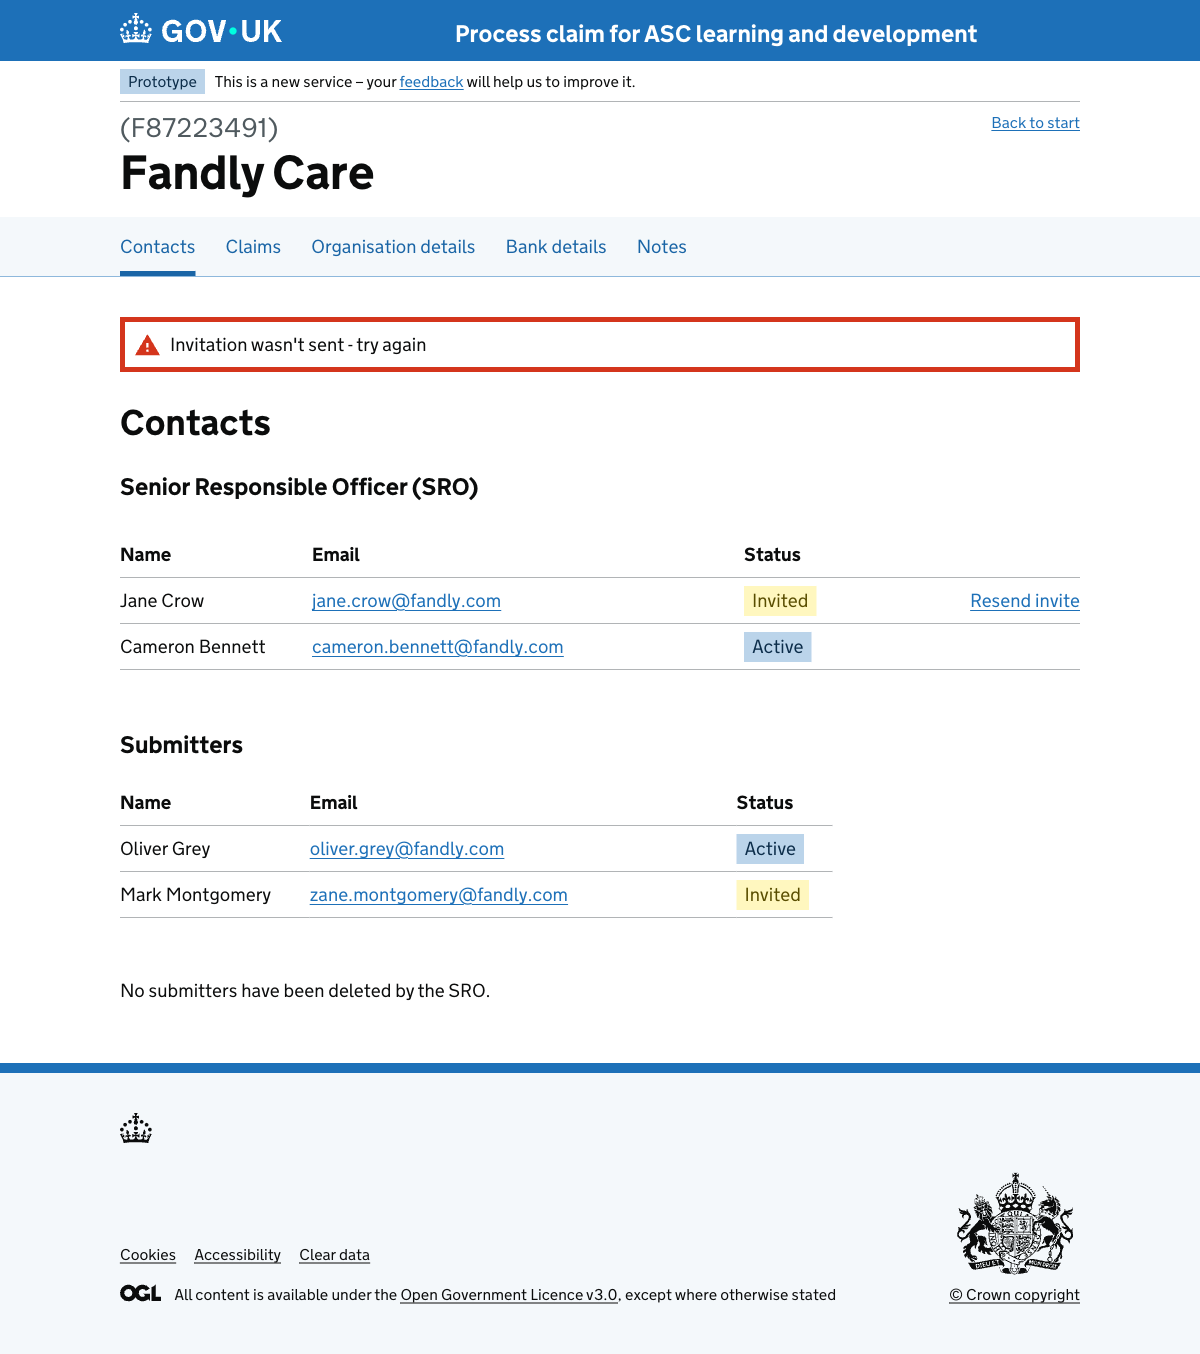 GOV·UK
Process claim for ASC learning and development
Prototype This is a new service – your feedback will help us to improve it.
(F87223491)
Back to start
Fandly Care
Contacts Claims Organisation details Bank details Notes
Invitation wasn't sent - try again
Contacts
Senior Responsible Officer (SRO)
Name Email Status
Jane Crow jane.crow@fandly.com Invited Resend invite
Cameron Bennett cameron.bennett@fandly.com Active
Submitters
Name Email Status
Oliver Grey oliver.grey@fandly.com Active
Mark Montgomery zane.montgomery@fandly.com Invited
No submitters have been deleted by the SRO.
Cookies Accessibility Clear data
OGL All content is available under the Open Government Licence v3.0, except where otherwise stated
© Crown copyright